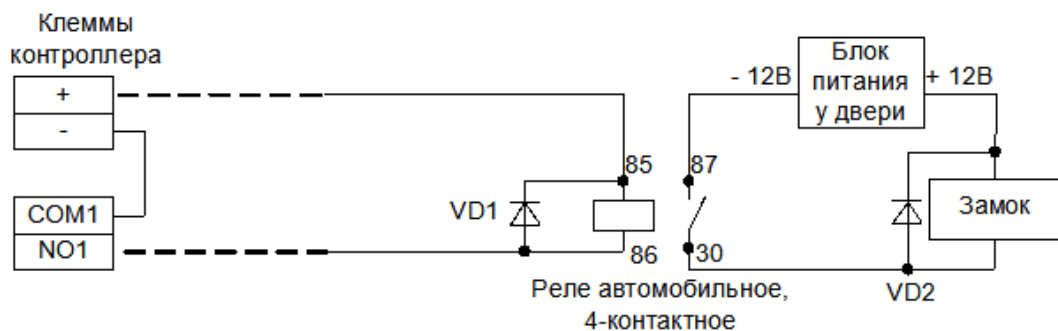 Клеммы
контроллера
+
-
COM1
NO1
VD1
85
86
87
30
Реле автомобильное,
4-контактное
- 12В
Блок
питания
у двери
+ 12В
Замок
VD2